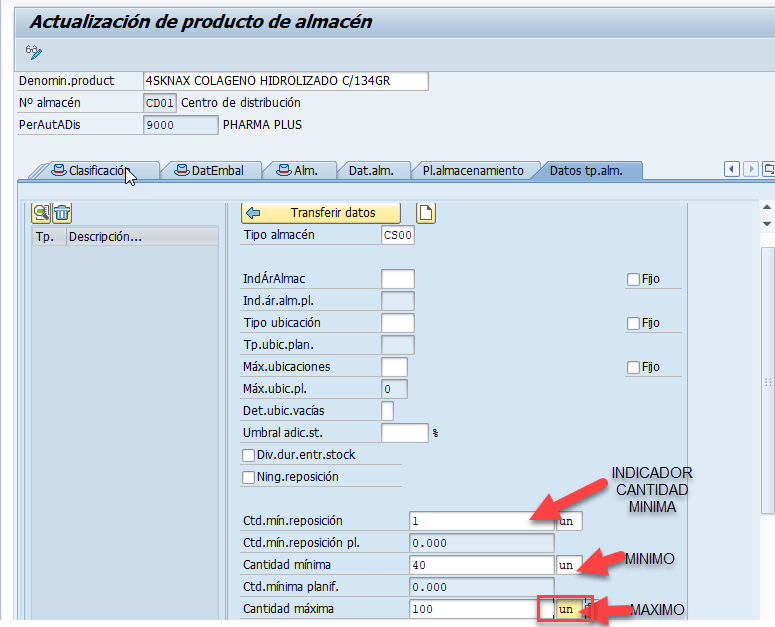 Actualización de producto de almacén
Denomin.product 4SKNAX COLAGENO HIDROLIZADO C/134GR
Nº almacén CD01 Centro de distribución
PerAutADis 9000 PHARMA PLUS
Clasificación DatEmbal Alm. Dat.alm. Pl.almacenamiento Datos tp.alm.
Transferir datos
Tp. Descripción...
Tipo almacén CS00
IndÁrAlmac Fijo
Ind.ár.alm.pl.
Tipo ubicación Fijo
Tp.ubic.plan.
Máx.ubicaciones Fijo
Máx.ubic.pl. 0
Det.ubic.vacías
Umbral adic.st. %
Div.dur.entr.stock
Ning.reposición
INDICADOR
CANTIDAD
MINIMA
Ctd.mín.reposición 1 un
Ctd.mín.reposición pl. 0.000
Cantidad mínima 40 un MINIMO
Ctd.mínima planif. 0.000
Cantidad máxima 100 un MAXIMO